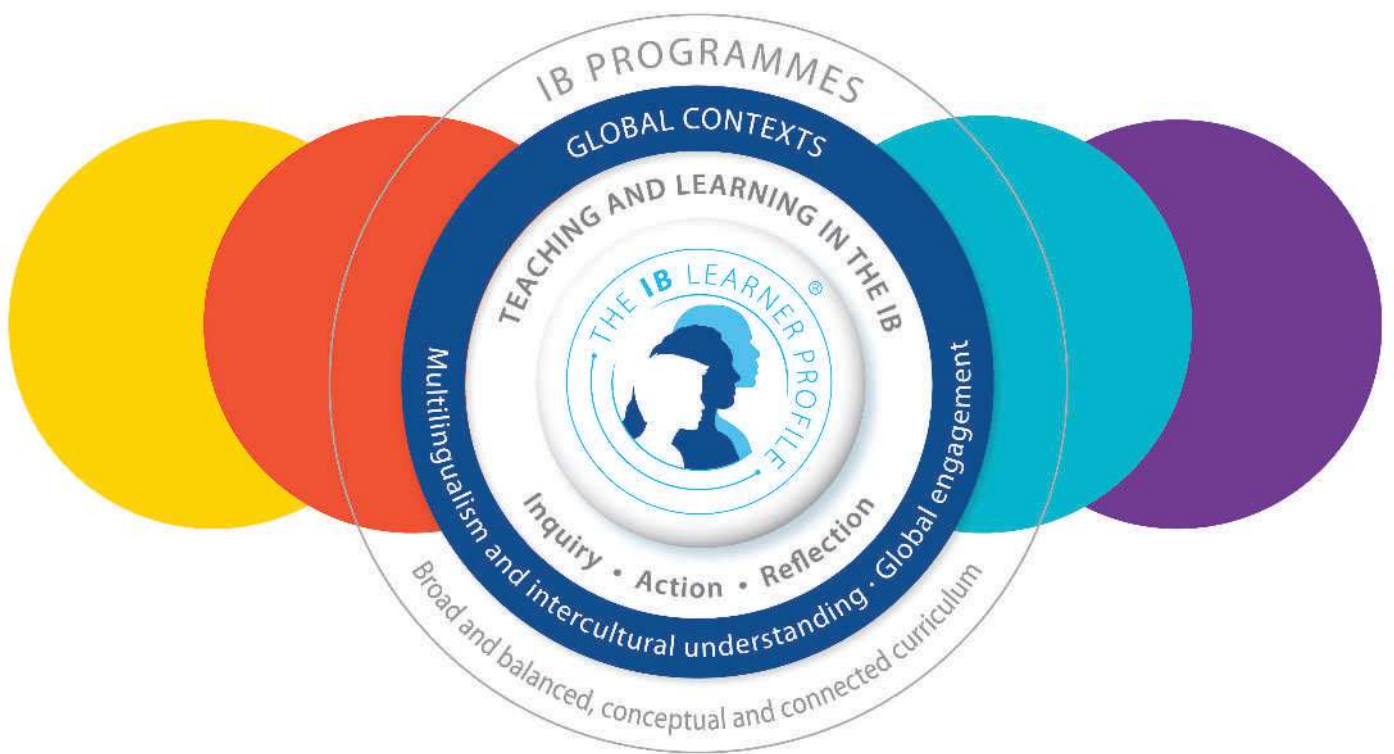 IB PROGRAMMES
GLOBAL CONTEXTS
TEACHING AND LEARNING IN THE IB
· THE IB LEARNER PROFILE ·
®
Inquiry • Action • Reflection
Multilingualism and intercultural understanding · Global engagement
Broad and balanced, conceptual and connected curriculum